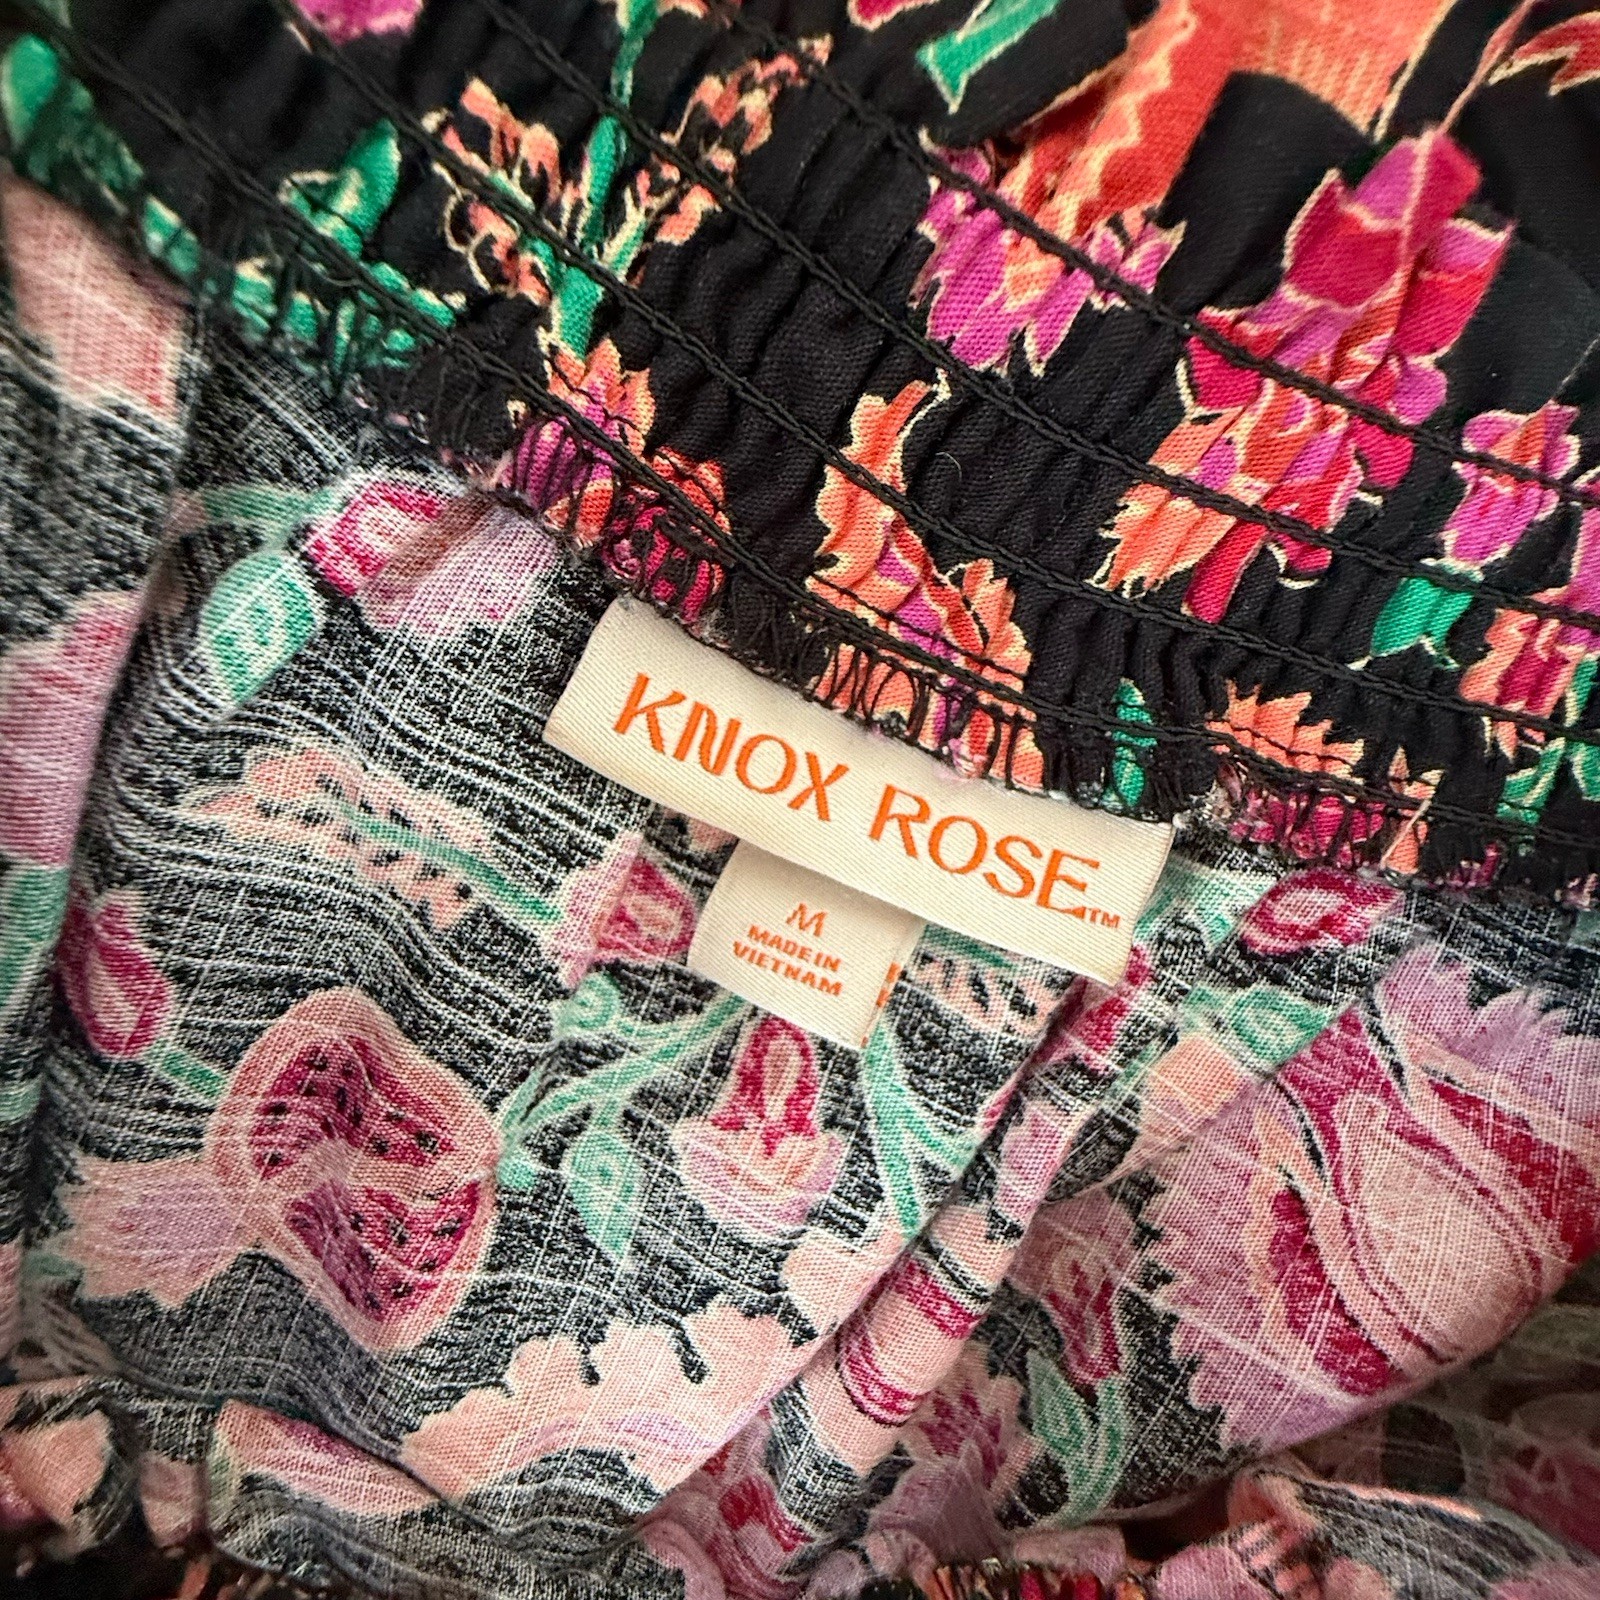 KNOX ROSE™
M
MADE IN
VIETNAM